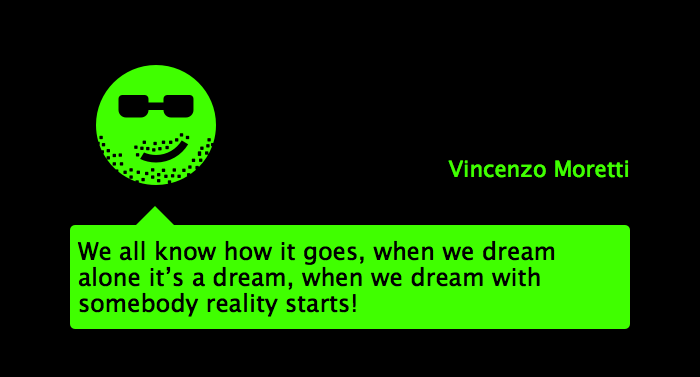 Vincenzo Moretti
We all know how it goes, when we dream
alone it’s a dream, when we dream with
somebody reality starts!